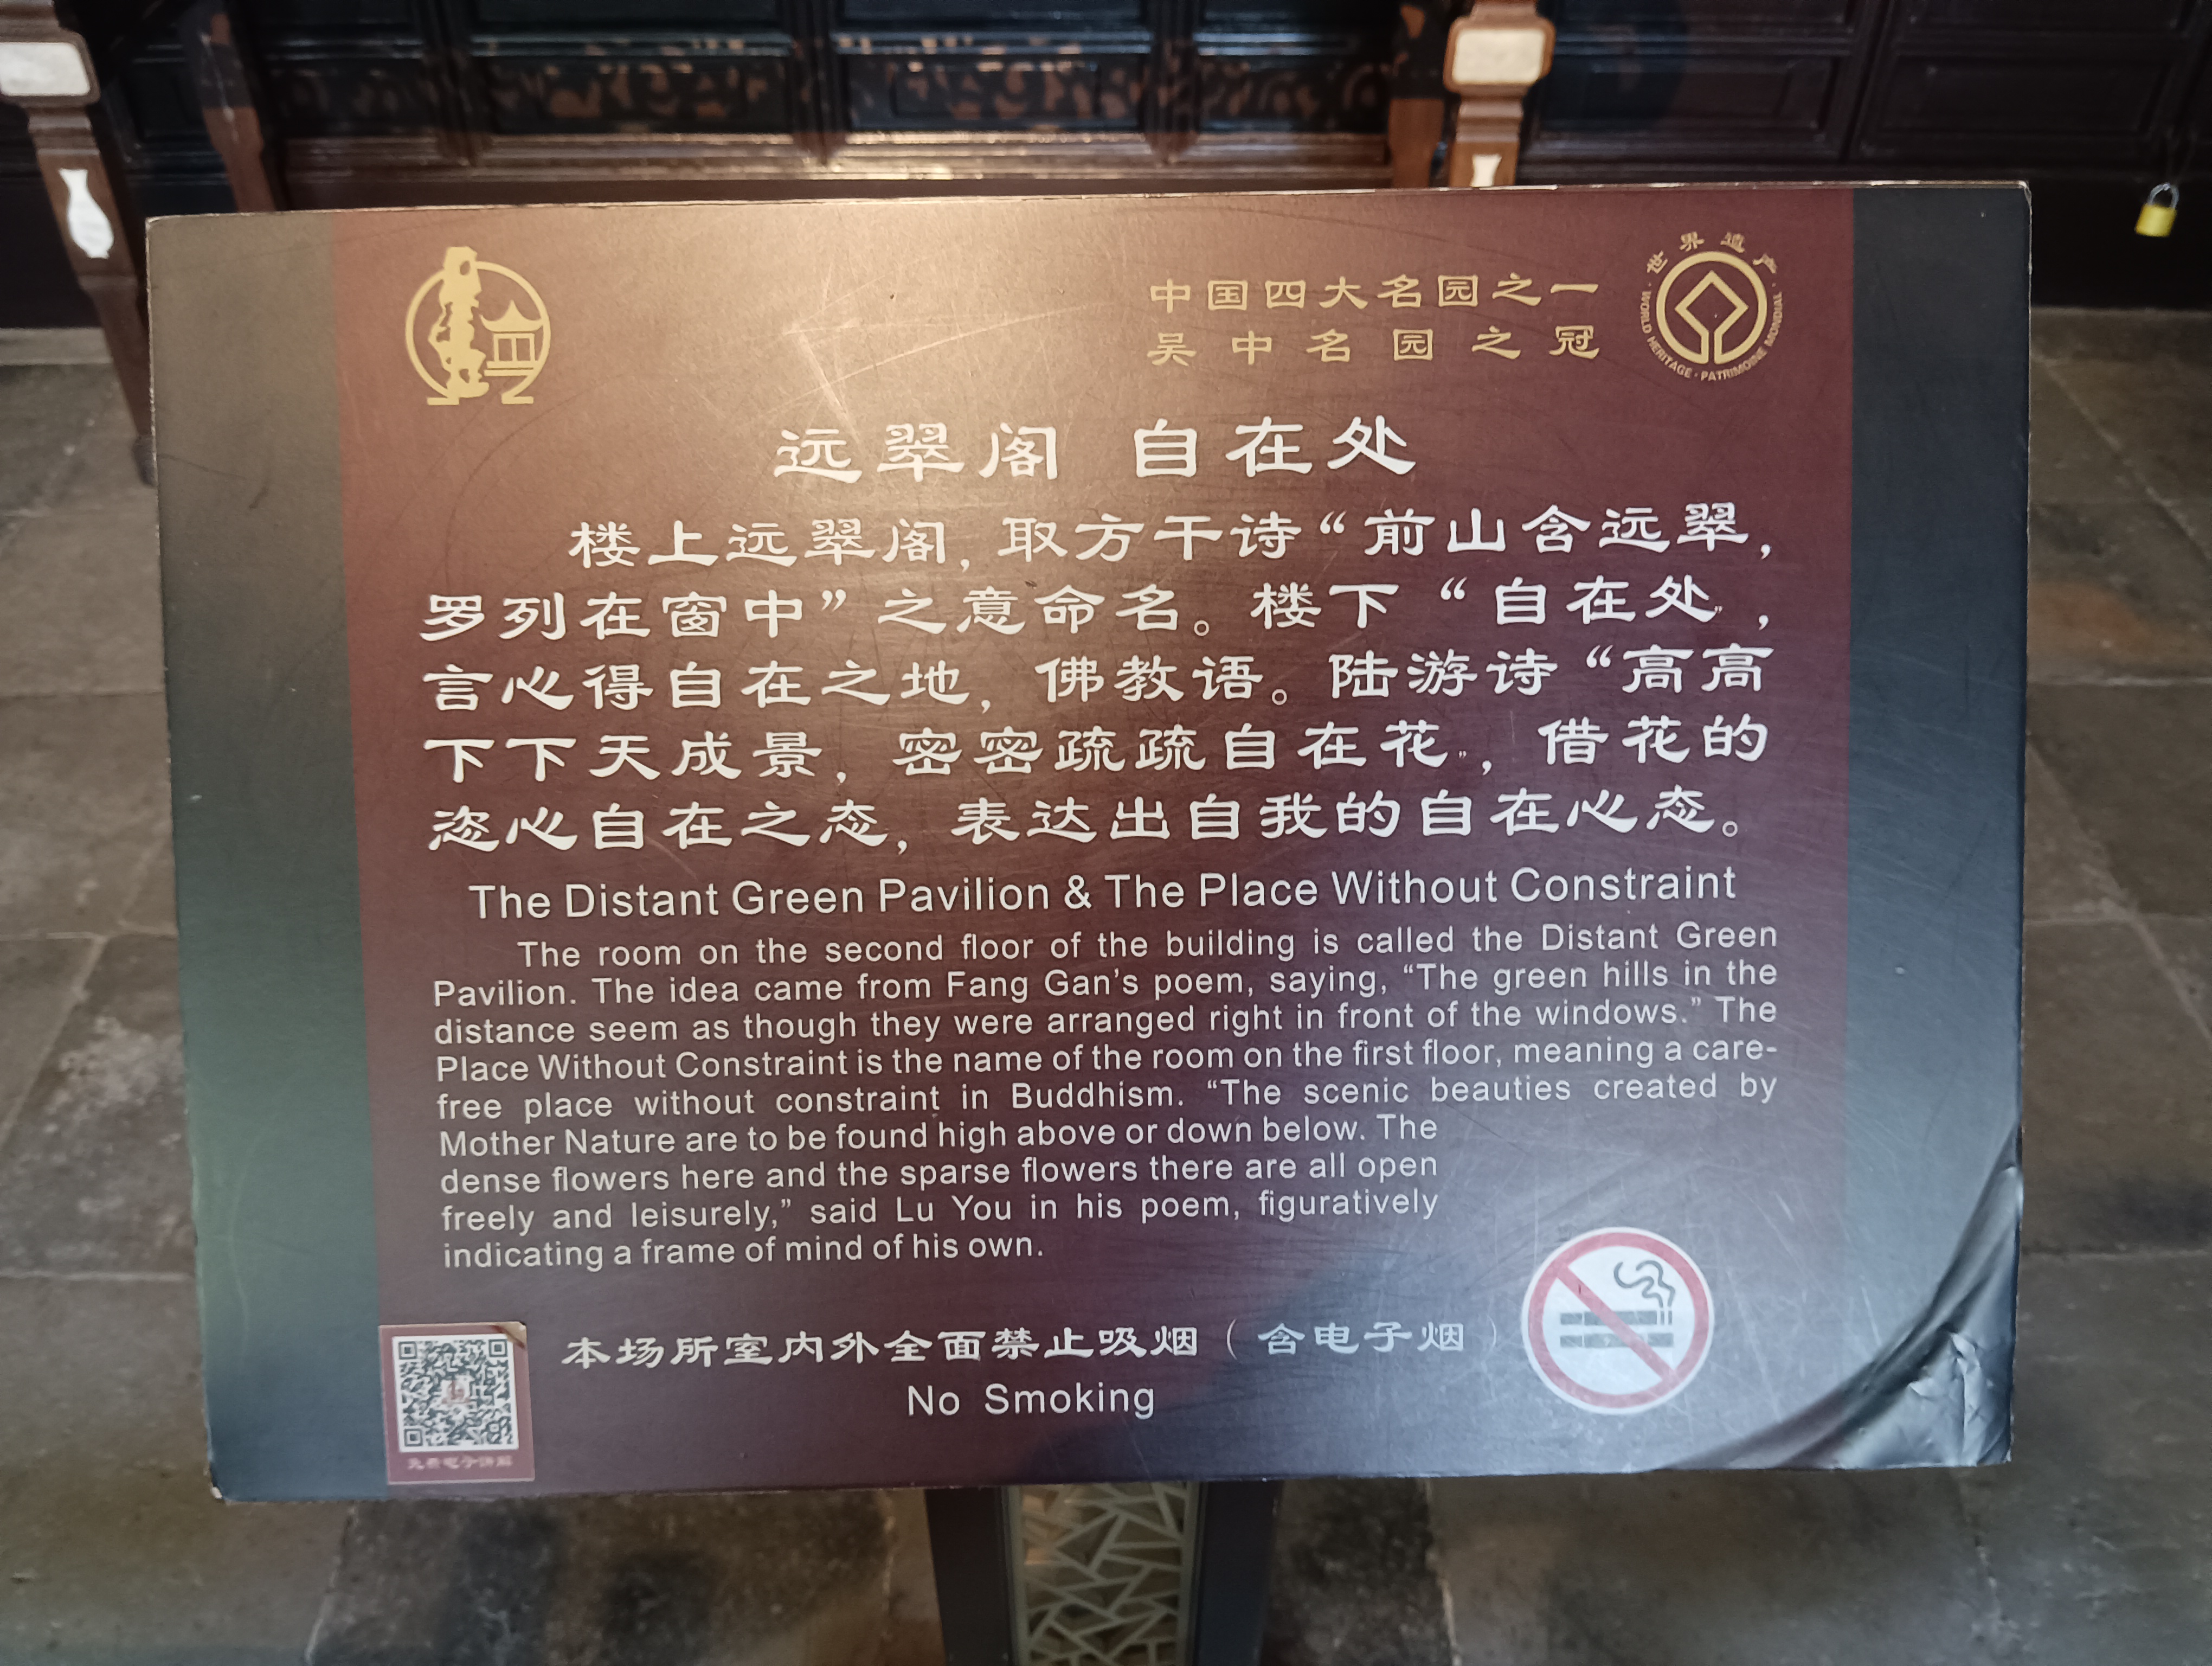 中国四大名园之一
吴中名园之冠
世界遗产
· WORLD HERITAGE · PATRIMOINE MONDIAL ·
远翠阁 自在处
楼上远翠阁，取方干诗“前山含远翠，
罗列在窗中”之意命名。楼下“自在处”，
言心得自在之地，佛教语。陆游诗“高高
下下天成景，密密疏疏自在花”，借花的
恣心自在之态，表达出自我的自在心态。
The Distant Green Pavilion & The Place Without Constraint
The room on the second floor of the building is called the Distant Green
Pavilion. The idea came from Fang Gan’s poem, saying, “The green hills in the
distance seem as though they were arranged right in front of the windows.” The
Place Without Constraint is the name of the room on the first floor, meaning a care-
free place without constraint in Buddhism. “The scenic beauties created by
Mother Nature are to be found high above or down below. The
dense flowers here and the sparse flowers there are all open
freely and leisurely,” said Lu You in his poem, figuratively
indicating a frame of mind of his own.
本场所室内外全面禁止吸烟（含电子烟）
No Smoking
免费电子讲解